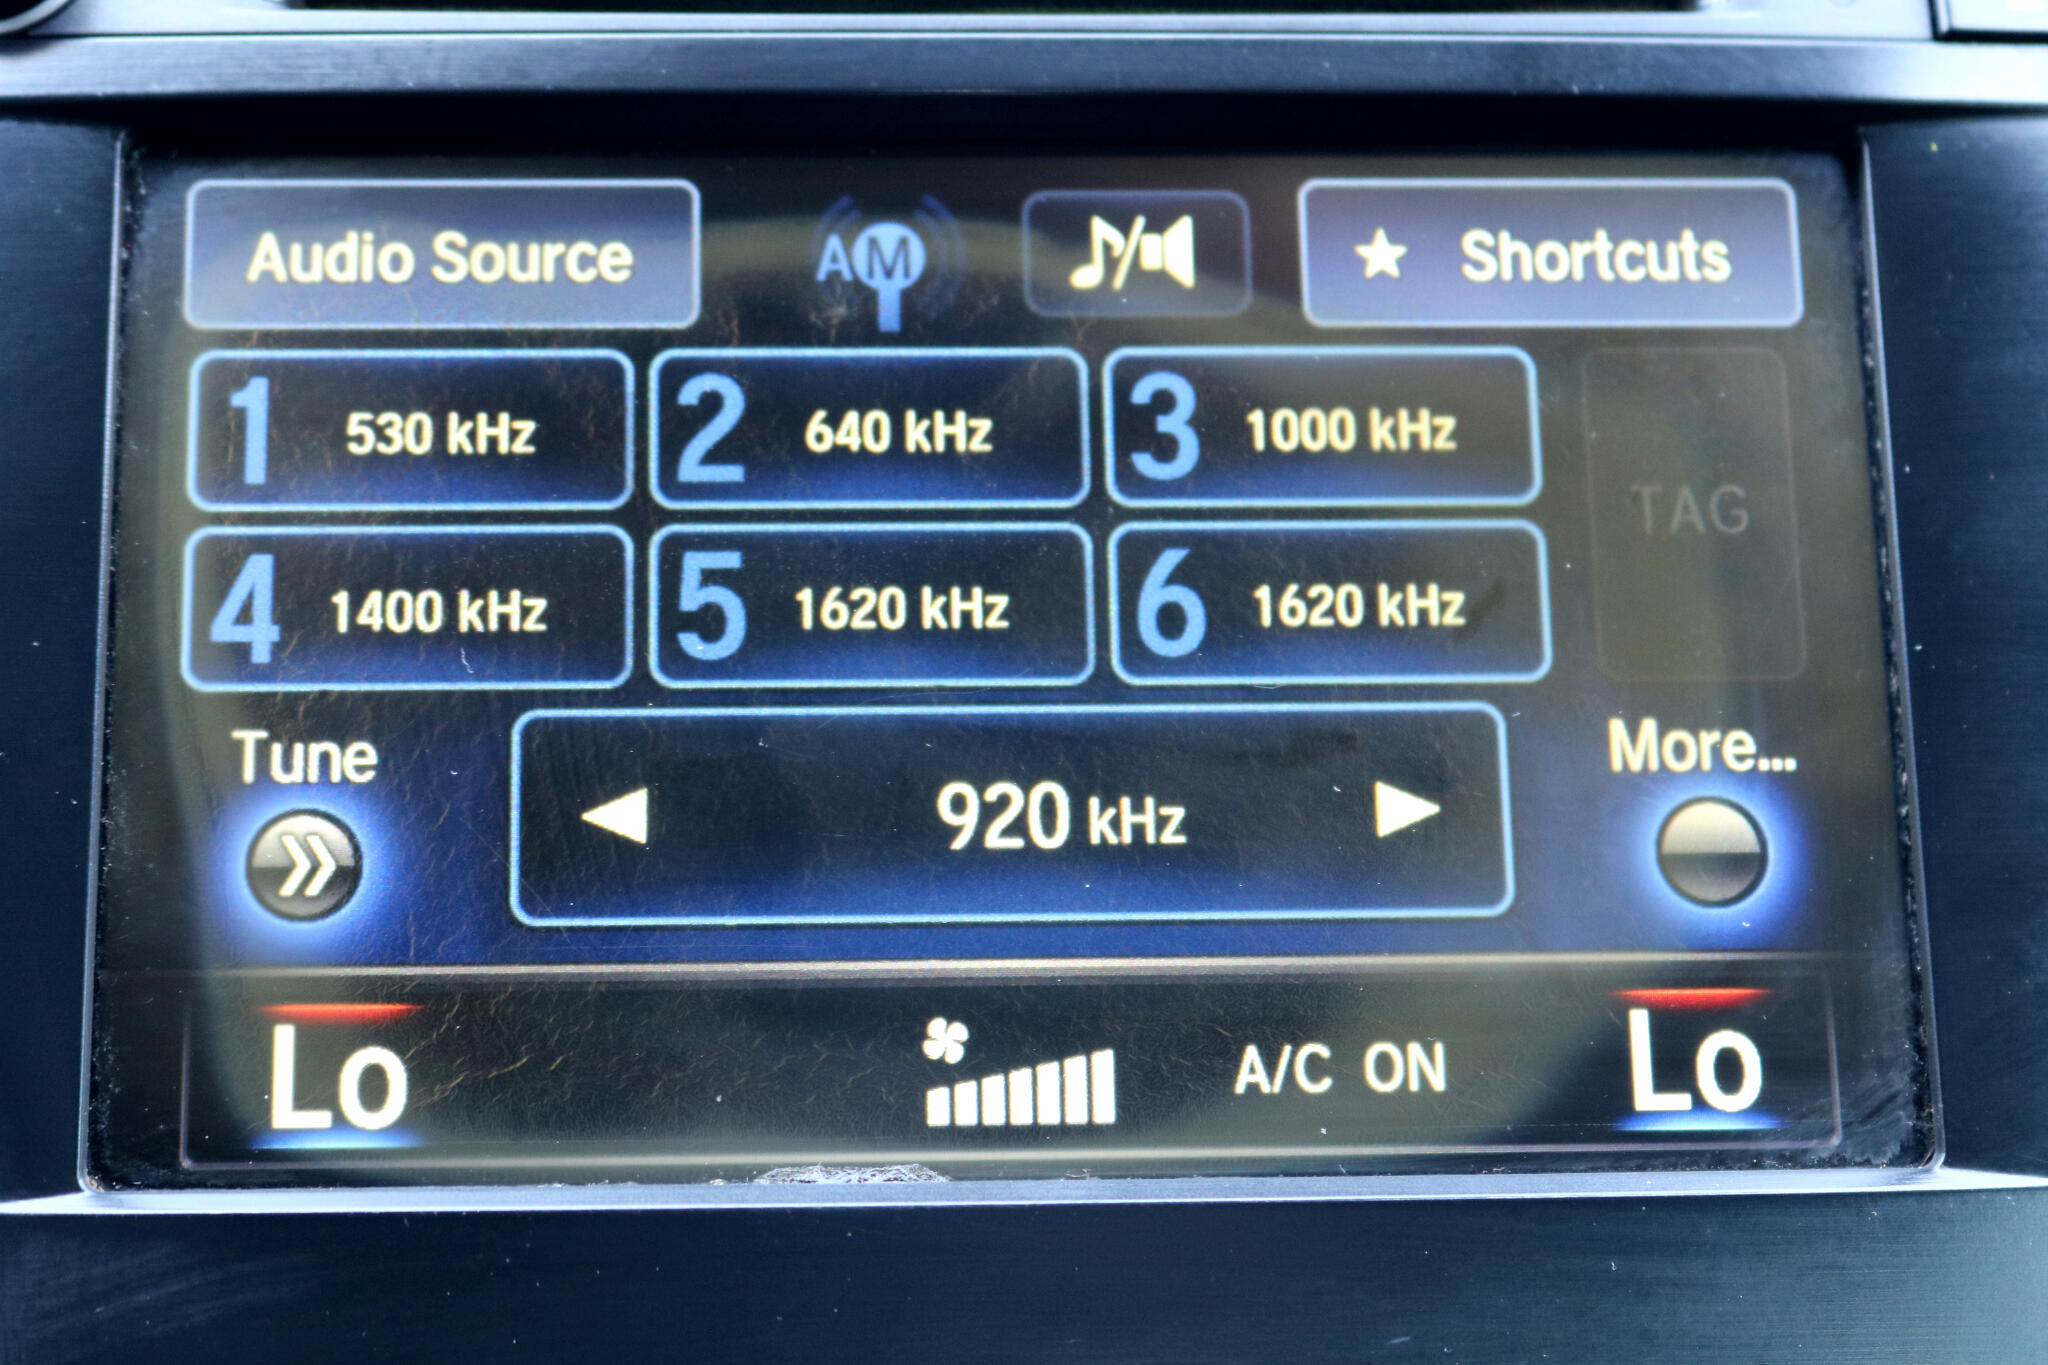 Audio Source
AM
★ Shortcuts
1 530 kHz
2 640 kHz
3 1000 kHz
4 1400 kHz
5 1620 kHz
6 1620 kHz
TAG
Tune
920 kHz
More...
Lo
A/C ON
Lo